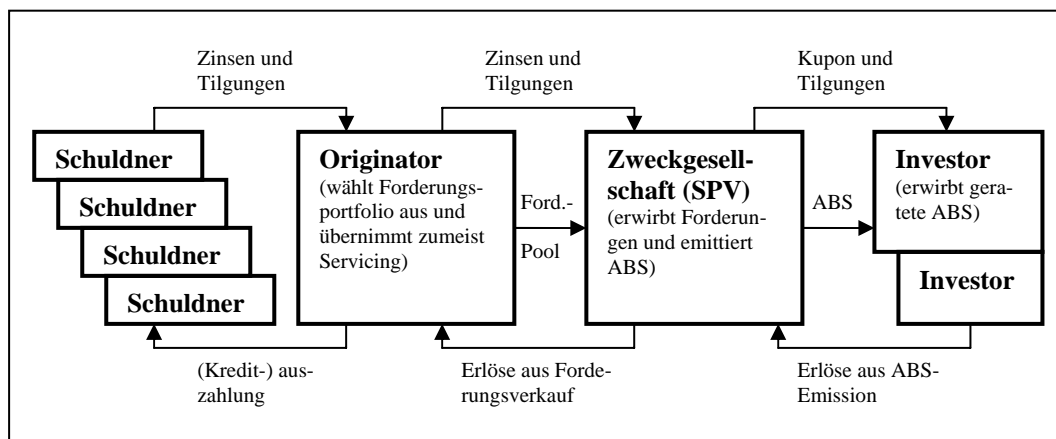 Zinsen und
Tilgungen
Zinsen und
Tilgungen
Kupon und
Tilgungen
Schuldner
Schuldner
Schuldner
Schuldner
Originator
(wählt Forderungs-
portfolio aus und
übernimmt zumeist
Servicing)
Ford.-
Pool
Zweckgesell-
schaft (SPV)
(erwirbt Forderun-
gen und emittiert
ABS)
ABS
Investor
(erwirbt gera-
tete ABS)
Investor
(Kredit-) aus-
zahlung
Erlöse aus Forde-
rungsverkauf
Erlöse aus ABS-
Emission